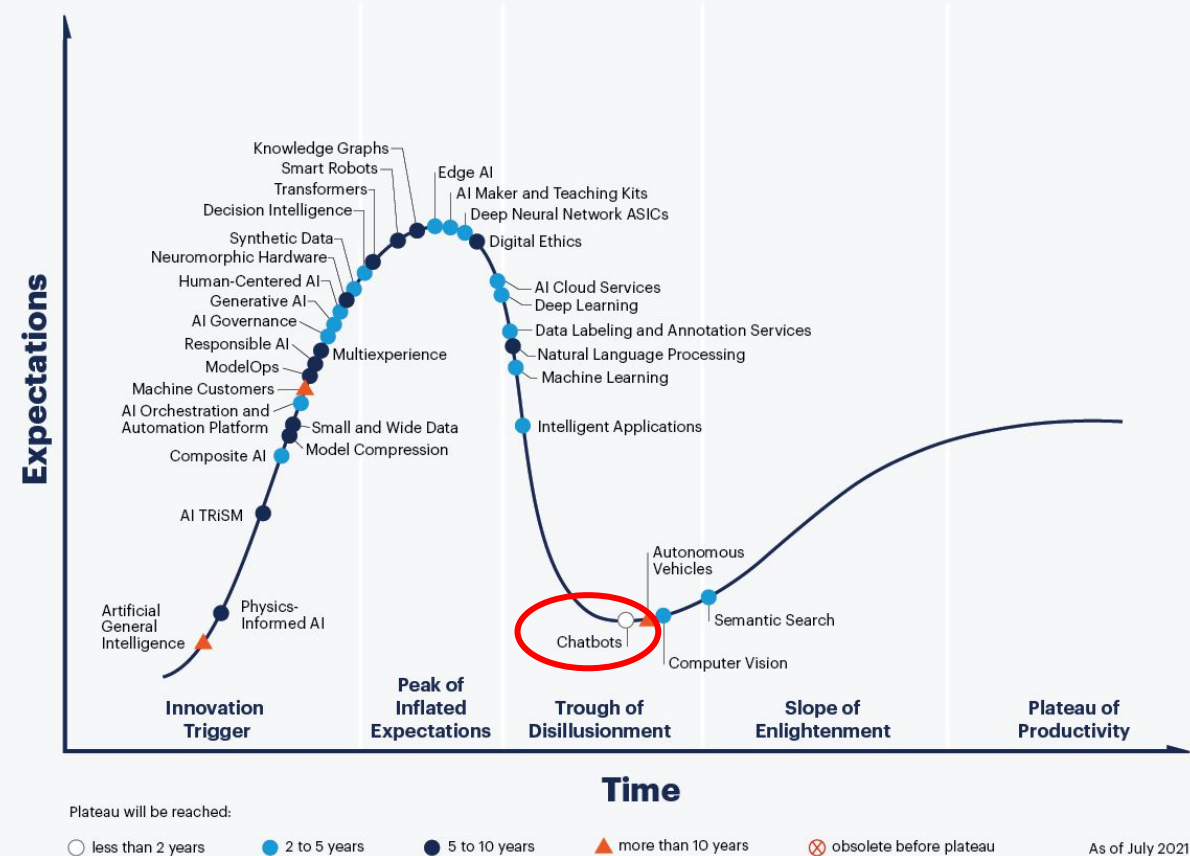 Expectations
Knowledge Graphs
Smart Robots
Transformers
Decision Intelligence
Synthetic Data
Neuromorphic Hardware
Human-Centered AI
Generative AI
AI Governance
Responsible AI
Multiexperience
ModelOps
Machine Customers
AI Orchestration and
Automation Platform
Small and Wide Data
Model Compression
Composite AI
AI TRiSM
Physics-
Informed AI
Artificial
General
Intelligence
Edge AI
AI Maker and Teaching Kits
Deep Neural Network ASICs
Digital Ethics
AI Cloud Services
Deep Learning
Data Labeling and Annotation Services
Natural Language Processing
Machine Learning
Intelligent Applications
Autonomous
Vehicles
Chatbots
Semantic Search
Computer Vision
Innovation
Trigger
Peak of
Inflated
Expectations
Trough of
Disillusionment
Slope of
Enlightenment
Plateau of
Productivity
Time
Plateau will be reached:
less than 2 years
2 to 5 years
5 to 10 years
more than 10 years
obsolete before plateau
As of July 2021